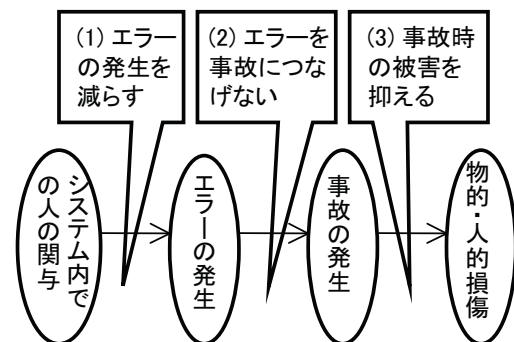 (1) エラー
の発生を
減らす
(2) エラーを
事故につな
げない
(3) 事故時
の被害を
抑える
システム内で
の人の関与
エラーの発生
事故の発生
物的・人的損傷